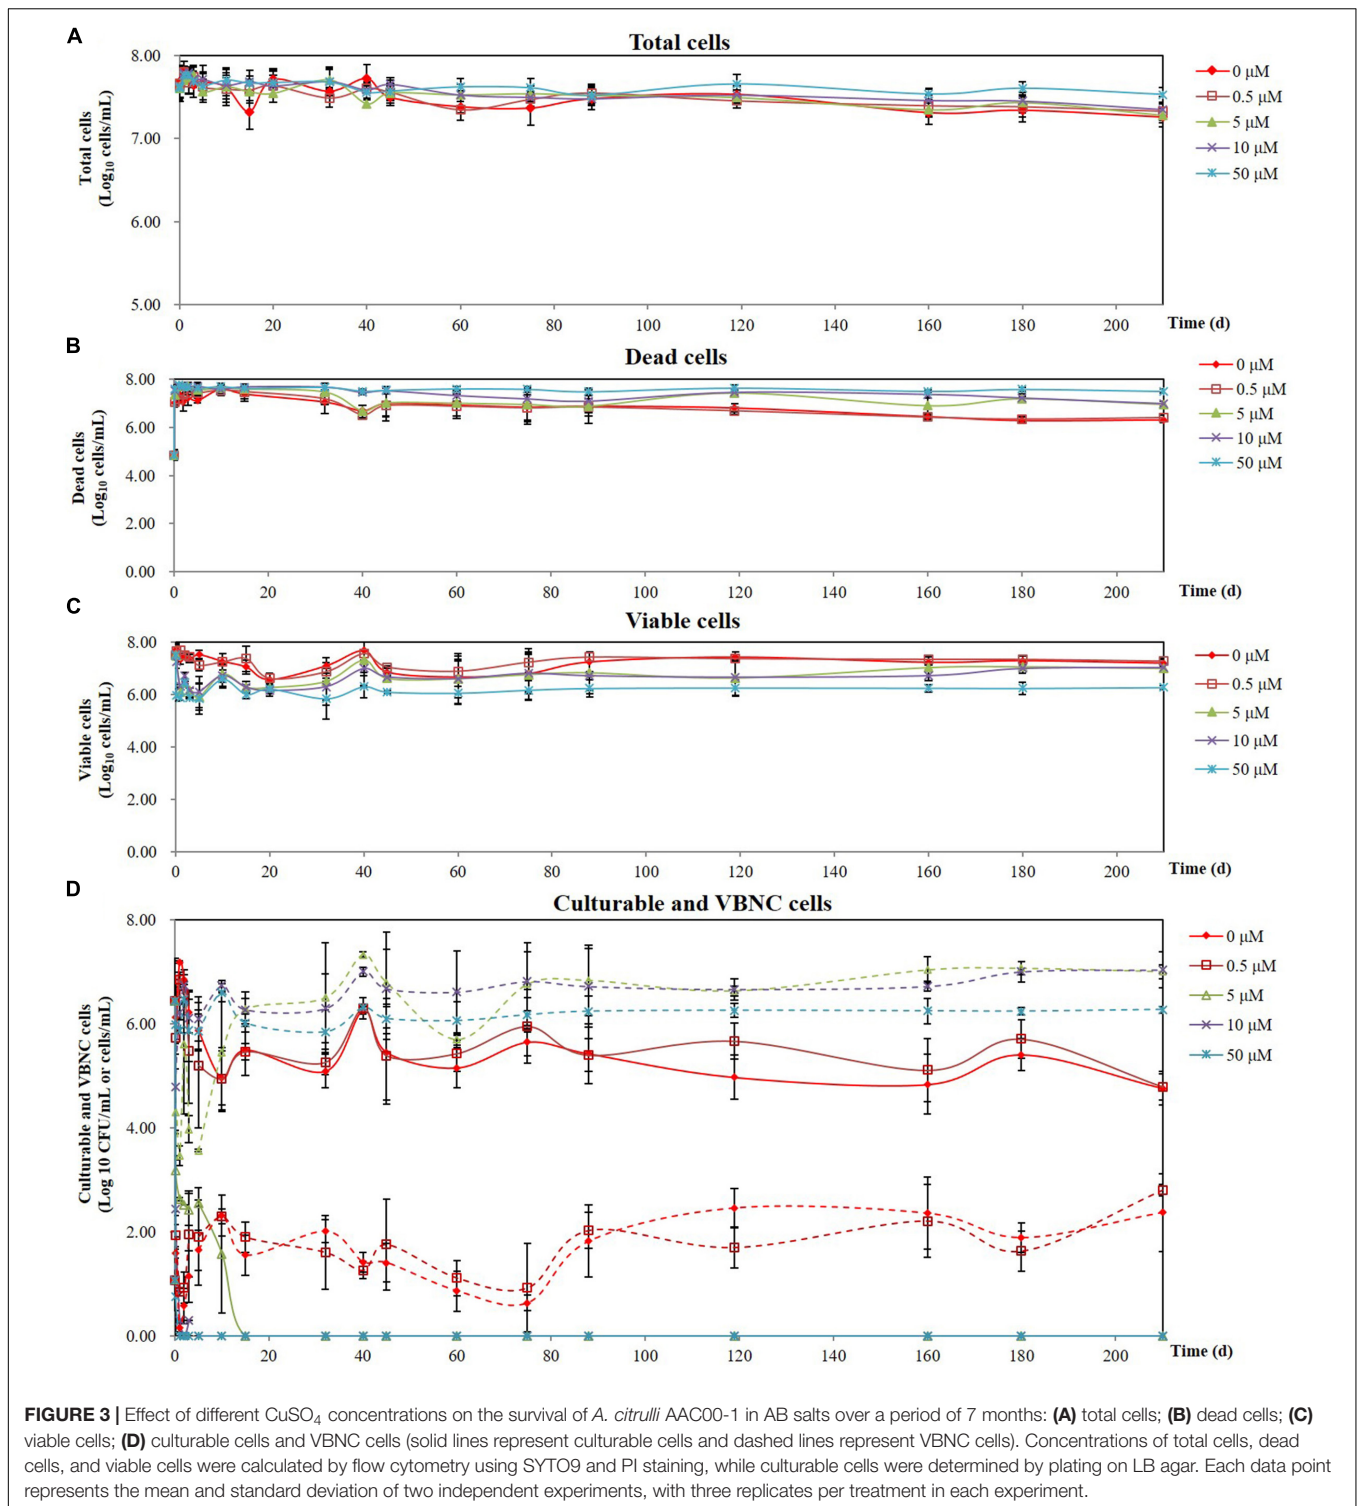 A
Total cells
8.00
7.00
6.00
5.00
Total cells
(Log10 cells/mL)
0 20 40 60 80 100 120 140 160 180 200 Time (d)
0 μM
0.5 μM
5 μM
10 μM
50 μM
B
Dead cells
8.00
6.00
4.00
2.00
0.00
Dead cells
(Log10 cells/mL)
0 20 40 60 80 100 120 140 160 180 200 Time (d)
0 μM
0.5 μM
5 μM
10 μM
50 μM
C
Viable cells
8.00
6.00
4.00
2.00
0.00
Viable cells
(Log10 cells/mL)
0 20 40 60 80 100 120 140 160 180 200 Time (d)
0 μM
0.5 μM
5 μM
10 μM
50 μM
D
Culturable and VBNC cells
8.00
6.00
4.00
2.00
0.00
Culturable and VBNC cells
(Log 10 CFU/mL or cells/mL)
0 20 40 60 80 100 120 140 160 180 200 Time (d)
0 μM
0.5 μM
5 μM
10 μM
50 μM
FIGURE 3 | Effect of different CuSO4 concentrations on the survival of A. citrulli AAC00-1 in AB salts over a period of 7 months: (A) total cells; (B) dead cells; (C)
viable cells; (D) culturable cells and VBNC cells (solid lines represent culturable cells and dashed lines represent VBNC cells). Concentrations of total cells, dead
cells, and viable cells were calculated by flow cytometry using SYTO9 and PI staining, while culturable cells were determined by plating on LB agar. Each data point
represents the mean and standard deviation of two independent experiments, with three replicates per treatment in each experiment.